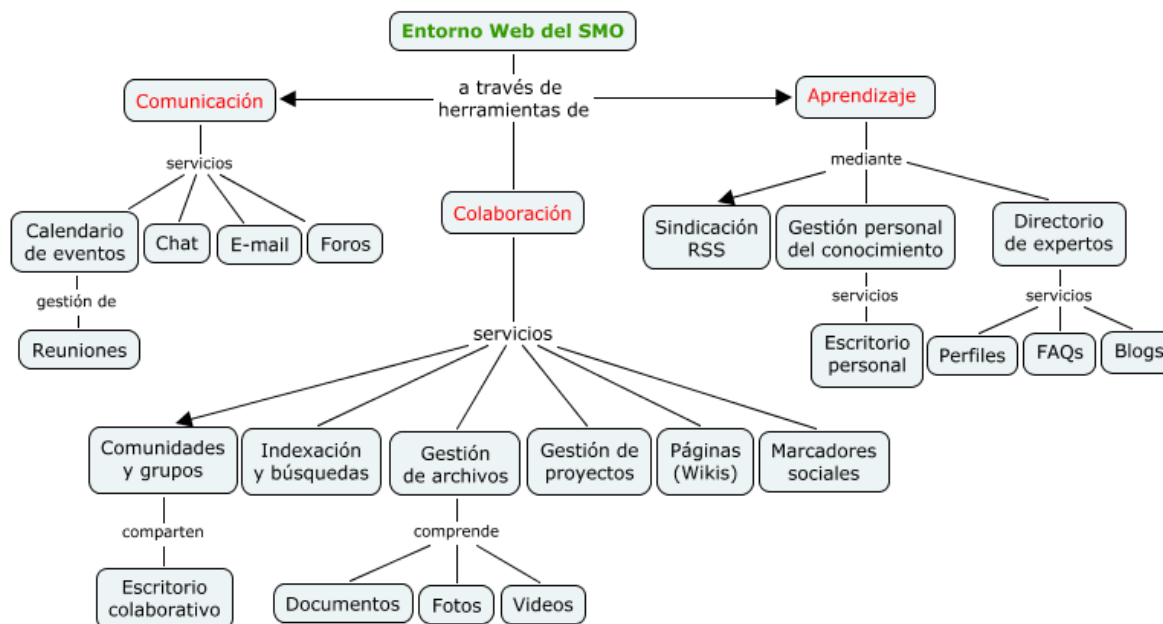 Entorno Web del SMO
a través de
herramientas de
Comunicación
Aprendizaje
servicios
mediante
Colaboración
Calendario
de eventos
Chat
E-mail
Foros
Sindicación
RSS
Gestión personal
del conocimiento
Directorio
de expertos
gestión de
servicios
servicios
Reuniones
servicios
Escritorio
personal
Perfiles
FAQs
Blogs
Comunidades
y grupos
Indexación
y búsquedas
Gestión
de archivos
Gestión de
proyectos
Páginas
(Wikis)
Marcadores
sociales
comparten
comprende
Escritorio
colaborativo
Documentos
Fotos
Videos